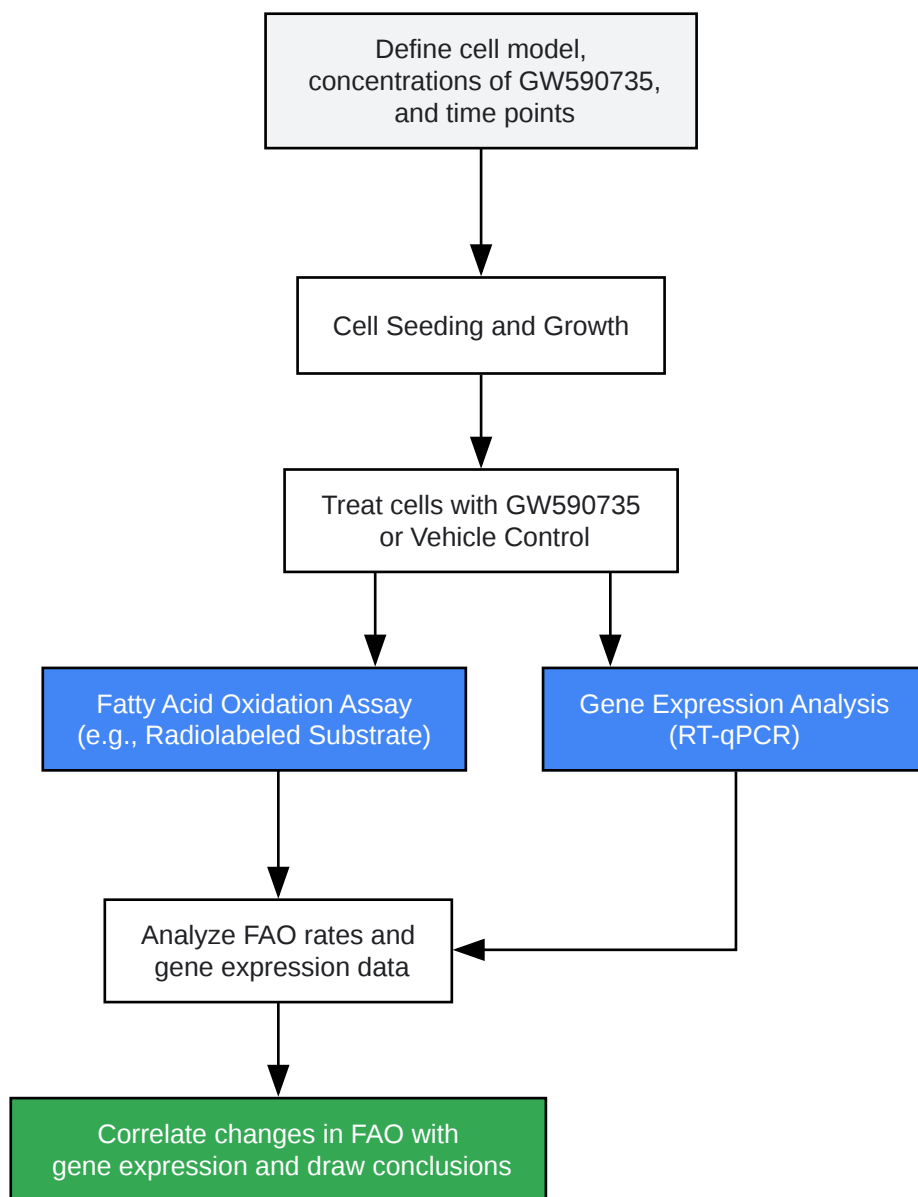 Define cell model,
concentrations of GW590735,
and time points
Cell Seeding and Growth
Treat cells with GW590735
or Vehicle Control
Fatty Acid Oxidation Assay
(e.g., Radiolabeled Substrate)
Gene Expression Analysis
(RT-qPCR)
Analyze FAO rates and
gene expression data
Correlate changes in FAO with
gene expression and draw conclusions